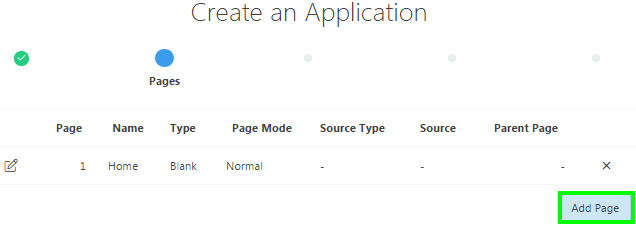 Create an Application
Pages
Page Name Type Page Mode Source Type Source Parent Page
1 Home Blank Normal - - -
Add Page